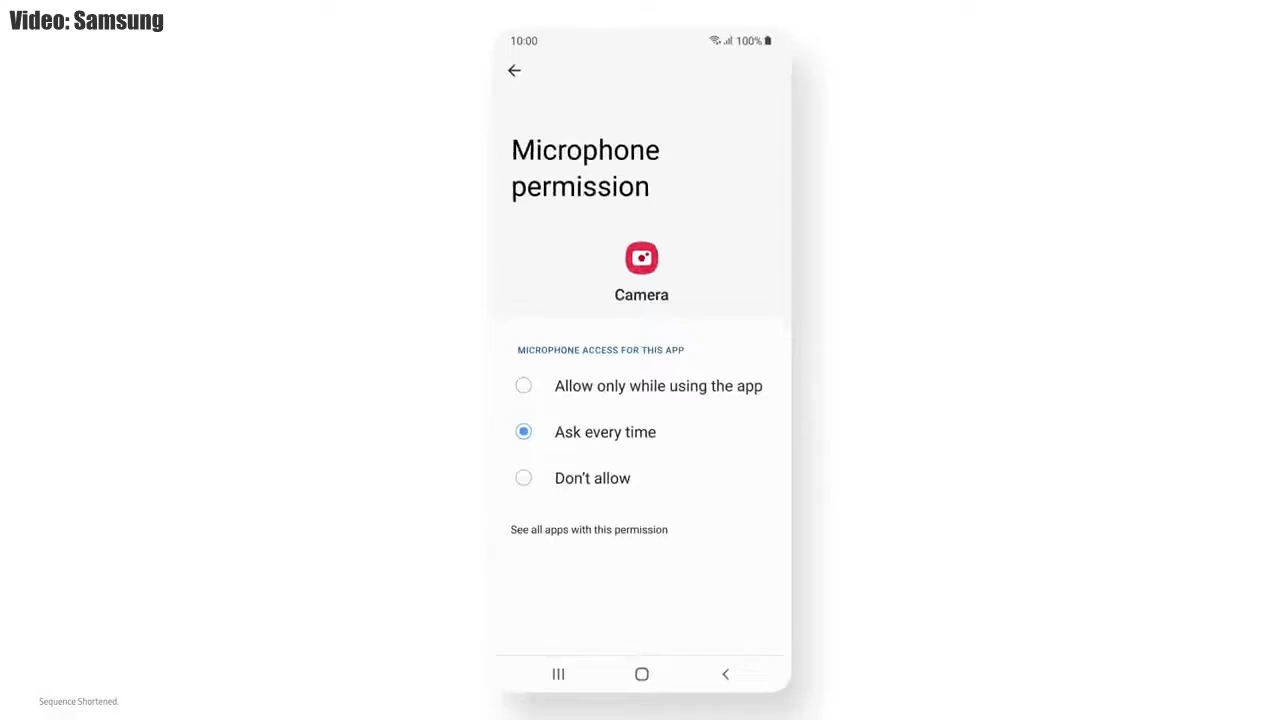 Video: Samsung
10:00
100%
Microphone
permission
Camera
MICROPHONE ACCESS FOR THIS APP
Allow only while using the app
Ask every time
Don’t allow
See all apps with this permission
Sequence Shortened.